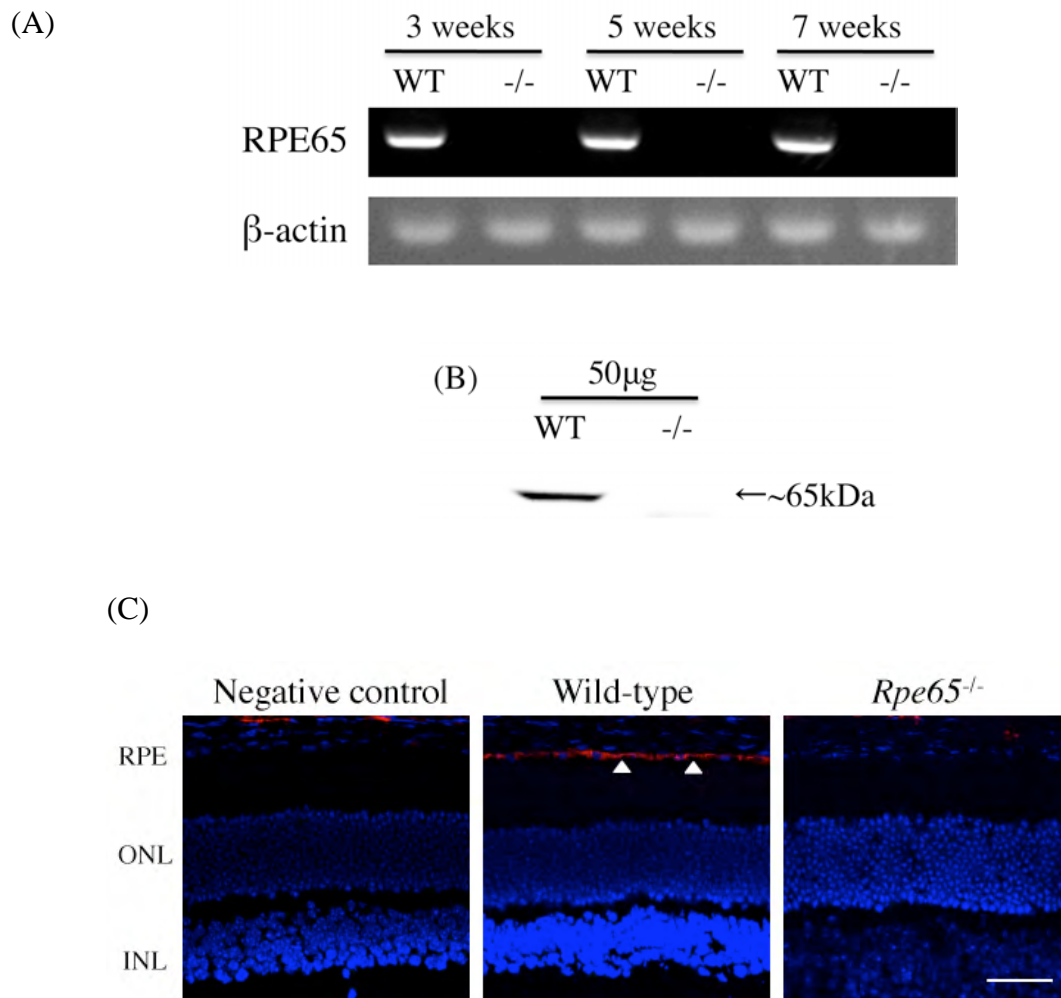 (A)
3 weeks 5 weeks 7 weeks
WT -/- WT -/- WT -/-
RPE65
β-actin
(B)
50μg
WT -/-
←~65kDa
(C)
Negative control Wild-type Rpe65-/-
RPE
ONL
INL